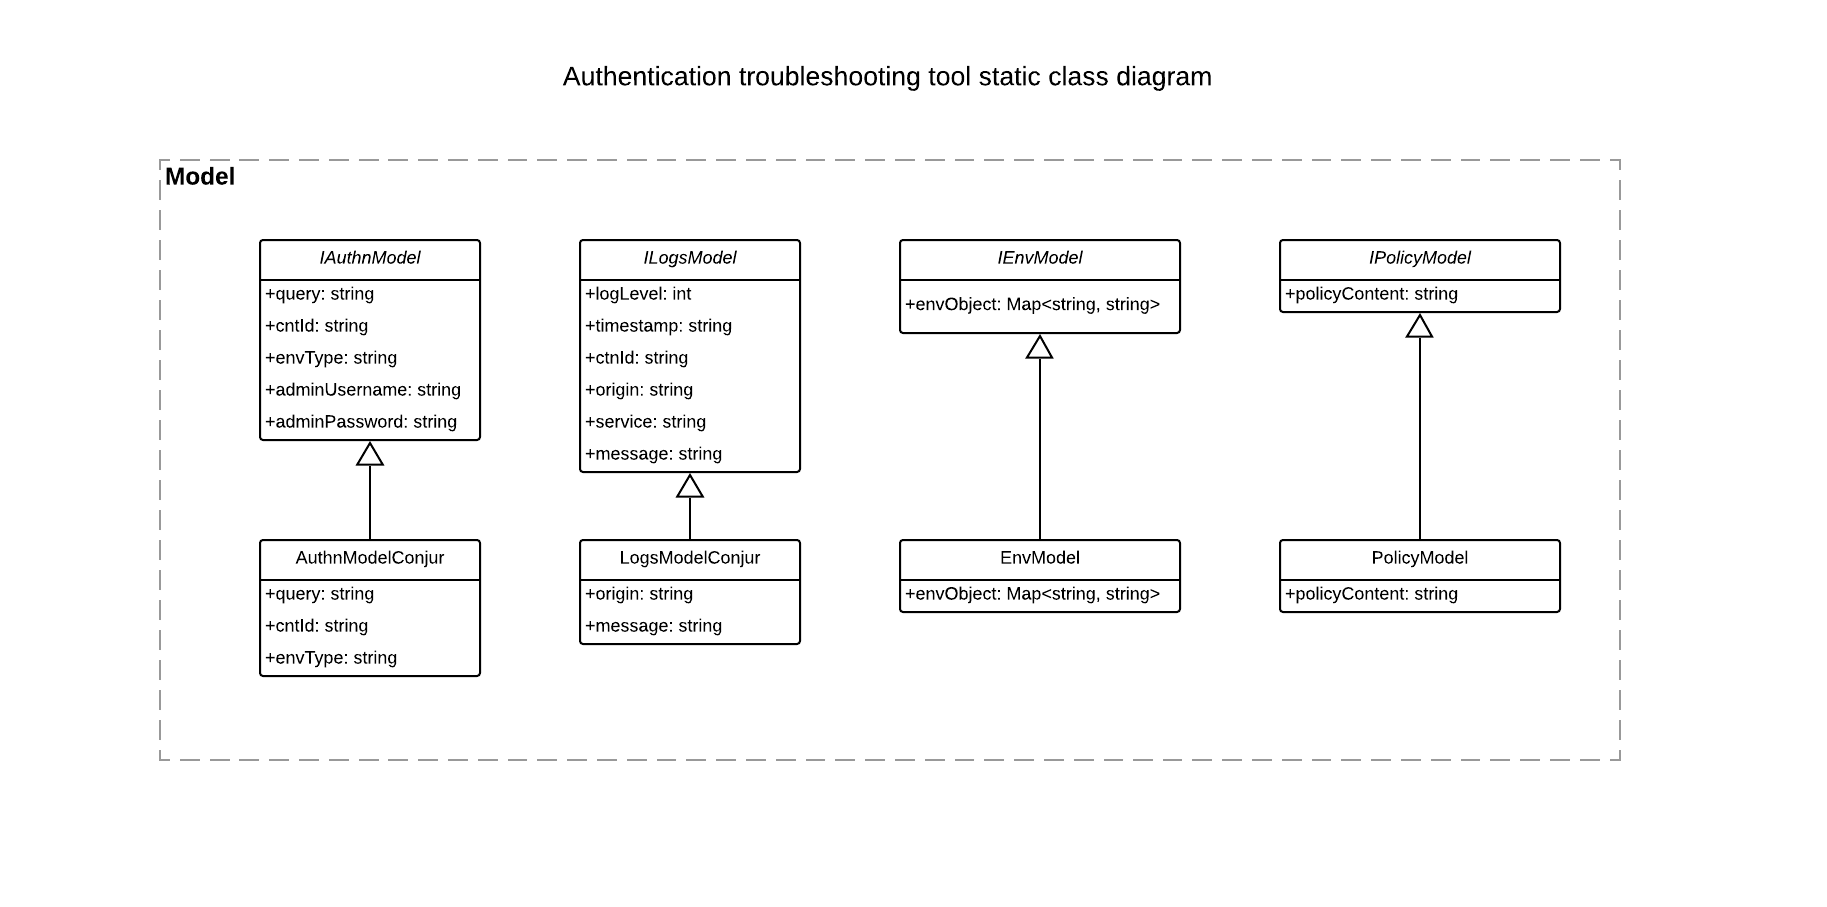 Authentication troubleshooting tool static class diagram
Model
IAuthnModel
+query: string
+cntId: string
+envType: string
+adminUsername: string
+adminPassword: string
ILogsModel
+logLevel: int
+timestamp: string
+ctnId: string
+origin: string
+service: string
+message: string
IEnvModel
+envObject: Map<string, string>
IPolicyModel
+policyContent: string
AuthnModelConjur
+query: string
+cntId: string
+envType: string
LogsModelConjur
+origin: string
+message: string
EnvModel
+envObject: Map<string, string>
PolicyModel
+policyContent: string